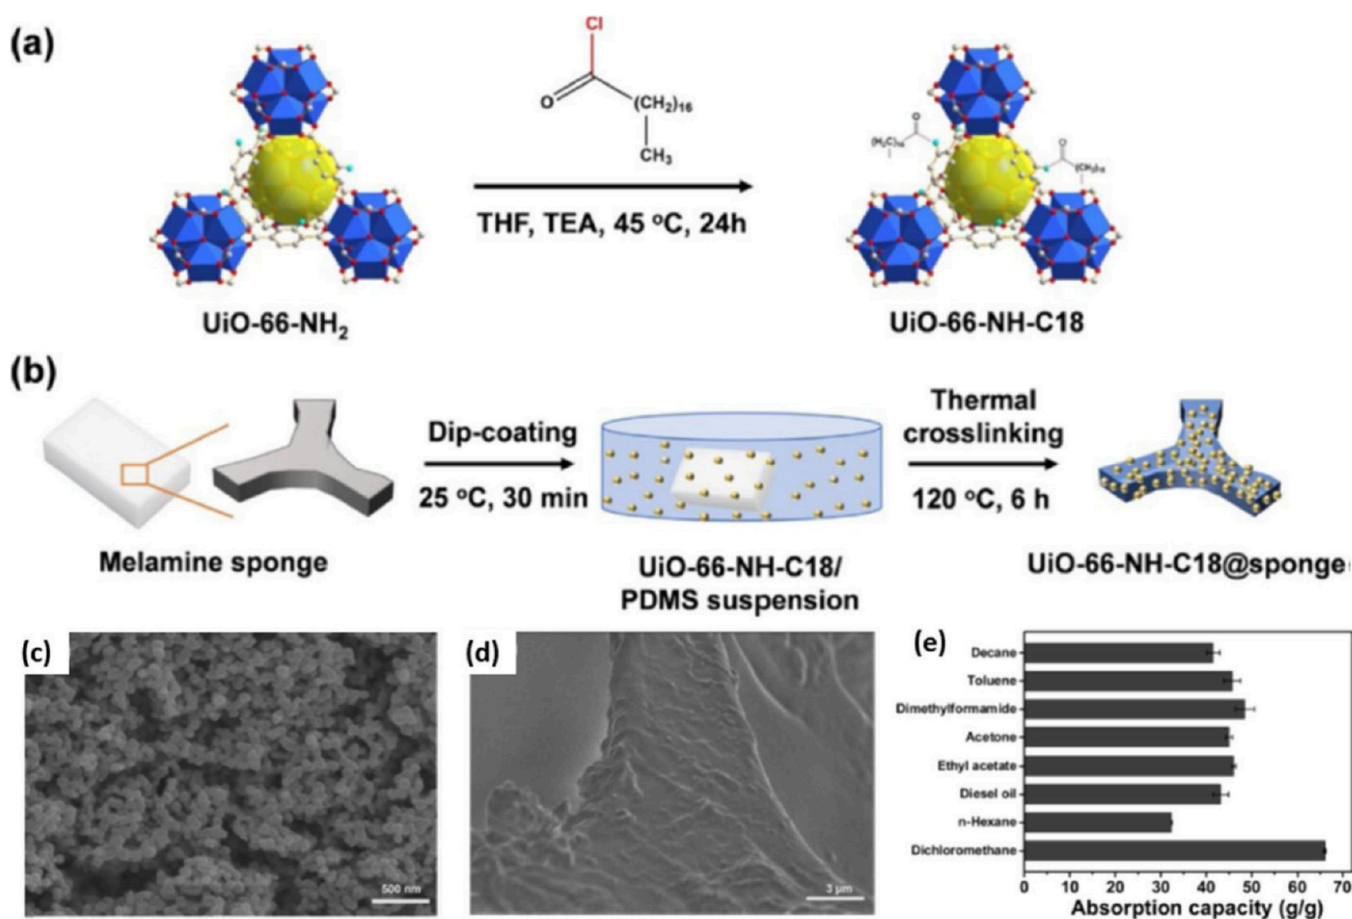 (a)
Cl
O
(CH₂)₁₆
CH₃
THF, TEA, 45 °C, 24h
O
O
UiO-66-NH₂
UiO-66-NH-C18
(b)
Dip-coating
25 °C, 30 min
Thermal
crosslinking
120 °C, 6 h
Melamine sponge
UiO-66-NH-C18/
PDMS suspension
UiO-66-NH-C18@sponge
(c)
500 nm
(d)
3 μm
(e)
Decane
Toluene
Dimethylformamide
Acetone
Ethyl acetate
Diesel oil
n-Hexane
Dichloromethane
0 10 20 30 40 50 60 70
Absorption capacity (g/g)